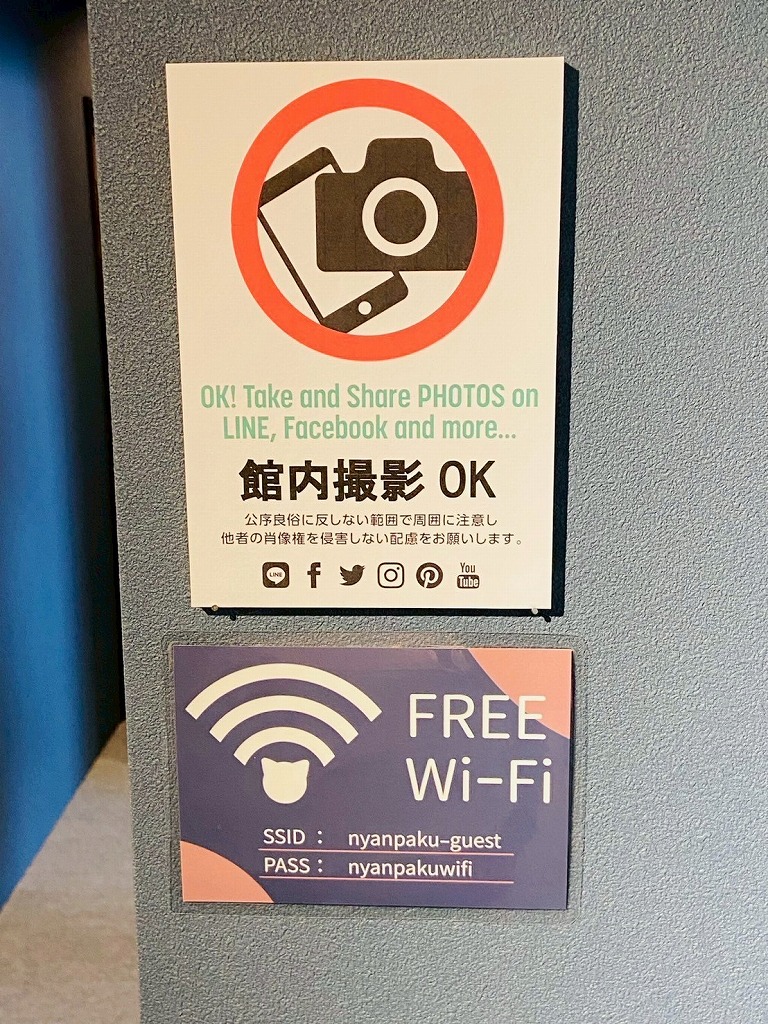 OK! Take and Share PHOTOS on
LINE, Facebook and more...
館内撮影 OK
公序良俗に反しない範囲で周囲に注意し
他者の肖像権を侵害しない配慮をお願いします。
LINE
You
Tube
FREE
Wi-Fi
SSID : nyanpaku-guest
PASS : nyanpakuwifi